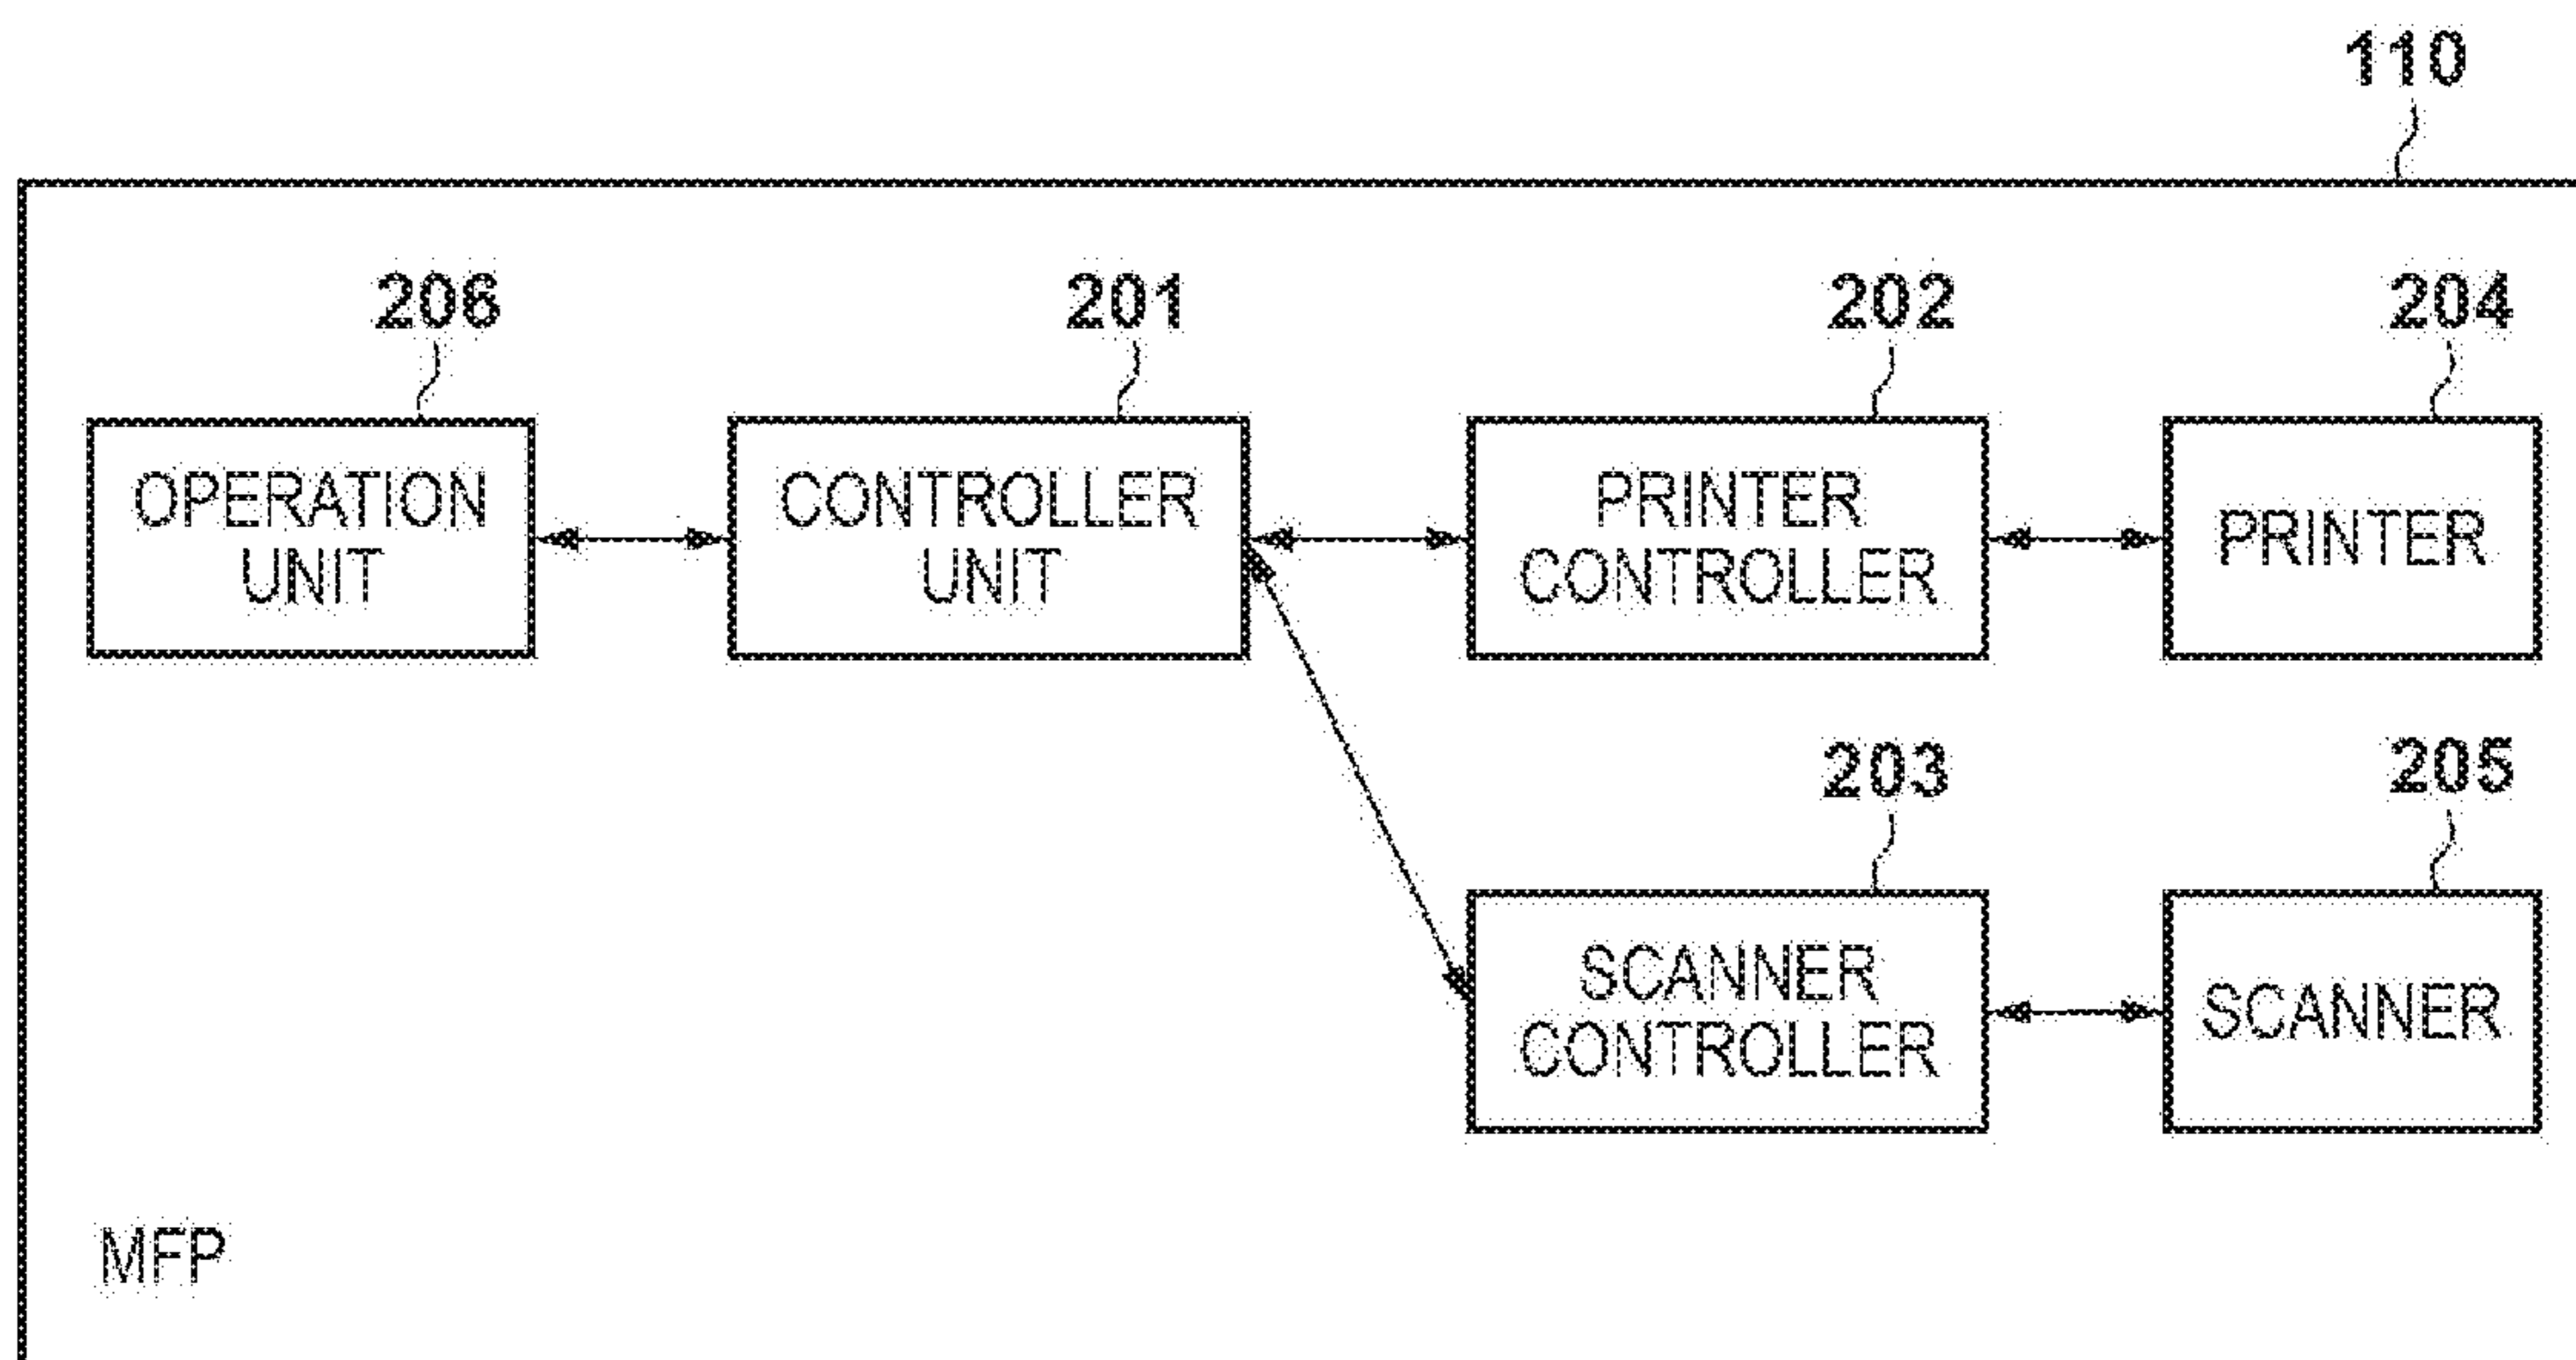 110
206
201
202
204
OPERATION
UNIT
CONTROLLER
UNIT
PRINTER
CONTROLLER
PRINTER
203
205
SCANNER
CONTROLLER
SCANNER
MFP